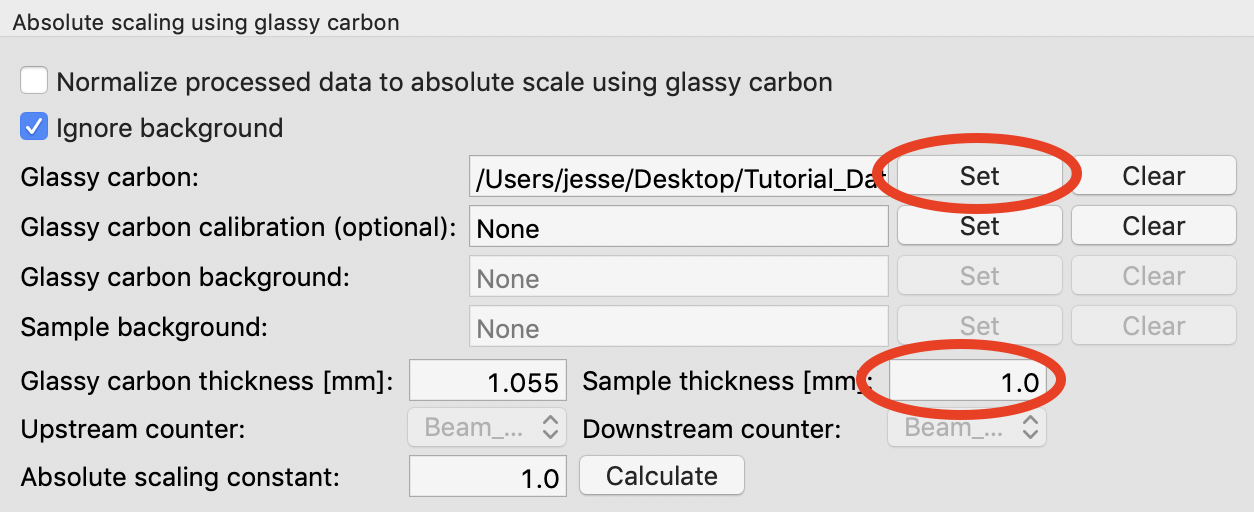 Absolute scaling using glassy carbon
Normalize processed data to absolute scale using glassy carbon
Ignore background
Glassy carbon: /Users/jesse/Desktop/Tutorial_Dat Set Clear
Glassy carbon calibration (optional): None Set Clear
Glassy carbon background: None Set Clear
Sample background: None Set Clear
Glassy carbon thickness [mm]: 1.055 Sample thickness [mm]: 1.0
Upstream counter: Beam_... Downstream counter: Beam_...
Absolute scaling constant: 1.0 Calculate